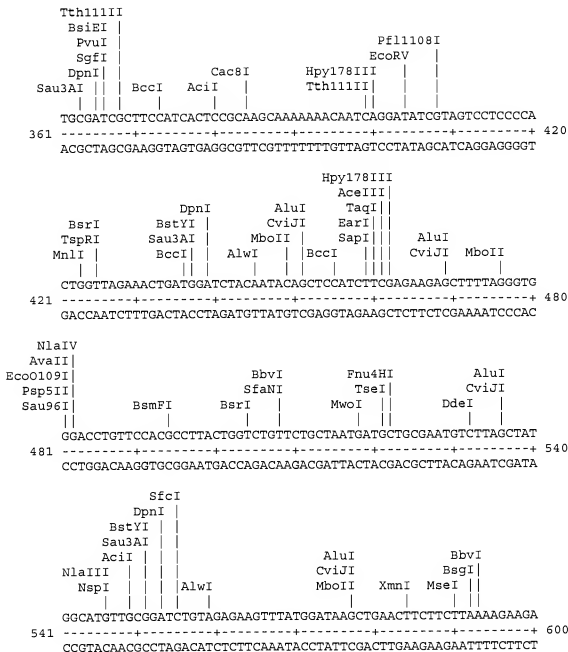 Tth111II
BsiEI
PvuI Pfl1108I
SgfI EcoRV
DpnI Cac8I Hpy178III
Sau3AI BccI AciI Tth111II
TGCGATCGCTTCCATCACTCCGCAAGCAAAAAAACAATCAGGATATCGTAGTCCTCCCCA
361 ---------+---------+---------+---------+---------+---------+ 420
ACGCTAGCGAAGGTAGTGAGGCGTTCGTTTTTTTGTTAGTCCTATAGCATCAGGAGGGGT
Hpy178III
AceIII
DpnI AluI TaqI
BsrI BstYI CviJI EarI AluI
TspRI Sau3AI MboII SapI CviJI MboII
MnlI BccI AlwI BccI
CTGGTTAGAAACTGATGGATCTACAATACAGCTCCATCTTCGAGAAGAGCTTTTAGGGTG
421 ---------+---------+---------+---------+---------+---------+ 480
GACCAATCTTTGACTACCTAGATGTTATGTCGAGGTAGAAGCTCTTCTCGAAAATCCCAC
NlaIV
AvaII
EcoO109I BbvI Fnu4HI AluI
Psp5II SfaNI TseI CviJI
Sau96I BsmFI BsrI MwoI DdeI
GGACCTGTTCCACGCCTTACTGGTCTGTTCTGCTAATGATGCTGCGAATGTCTTAGCTAT
481 ---------+---------+---------+---------+---------+---------+ 540
CCTGGACAAGGTGCGGAATGACCAGACAAGACGATTACTACGACGCTTACAGAATCGATA
SfcI
DpnI
BstYI
Sau3AI
AciI AluI BbvI
NlaIII CviJI BsgI
NspI AlwI MboII XmnI MseI
GGCATGTTGCGGATCTGTAGAGAAGTTTATGGATAAGCTGAACTTCTTCTTAAAAGAAGA
541 ---------+---------+---------+---------+---------+---------+ 600
CCGTACAACGCCTAGACATCTCTTCAAATACCTATTCGACTTGAAGAAGAATTTTCTTCT